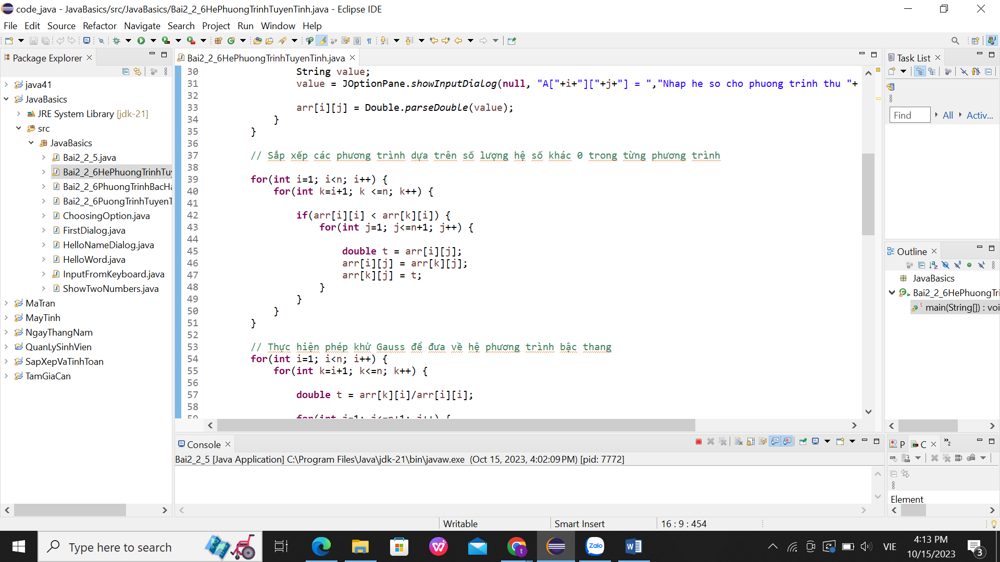 code_java - JavaBasics/src/JavaBasics/Bai2_2_6HePhuongTrinhTuyenTinh.java - Eclipse IDE
File Edit Source Refactor Navigate Search Project Run Window Help
Package Explorer
java41
JavaBasics
JRE System Library [jdk-21]
src
JavaBasics
Bai2_2_5.java
Bai2_2_6HePhuongTrinhTuy
Bai2_2_6PhuongTrinhBacHa
Bai2_2_6PuongTrinhTuyenT
ChoosingOption.java
FirstDialog.java
HelloNameDialog.java
HelloWord.java
InputFromKeyboard.java
ShowTwoNumbers.java
MaTran
MayTinh
NgayThangNam
QuanLySinhVien
SapXepVaTinhToan
TamGiaCan
Bai2_2_6HePhuongTrinhTuyenTinh.java
30 String value;
31 value = JOptionPane.showInputDialog(null, "A["+i+"]["+j+"] = ","Nhap he so cho phuong trinh thu "+
32
33 arr[i][j] = Double.parseDouble(value);
34 }
35 }
36
37 // Sắp xếp các phương trình dựa trên số lượng hệ số khác 0 trong từng phương trình
38
39 for(int i=1; i<n; i++) {
40 for(int k=i+1; k <=n; k++) {
41
42 if(arr[i][i] < arr[k][i]) {
43 for(int j=1; j<=n+1; j++) {
44
45 double t = arr[i][j];
46 arr[i][j] = arr[k][j];
47 arr[k][j] = t;
48 }
49 }
50 }
51 }
52
53 // Thực hiện phép khử Gauss để đưa về hệ phương trình bậc thang
54 for(int i=1; i<n; i++) {
55 for(int k=i+1; k<=n; k++) {
56
57 double t = arr[k][i]/arr[i][i];
58
59 for(int j=1; j<=n+1; j++) {
Console
Bai2_2_5 [Java Application] C:\Program Files\Java\jdk-21\bin\javaw.exe (Oct 15, 2023, 4:02:09 PM) [pid: 7772]
Task List
Find All Activ...
Outline
JavaBasics
Bai2_2_6HePhuongTri
main(String[]) : voi
P C 2
Element
Writable Smart Insert 16 : 9 : 454
Type here to search
Zalo
VIE
4:13 PM
10/15/2023
3